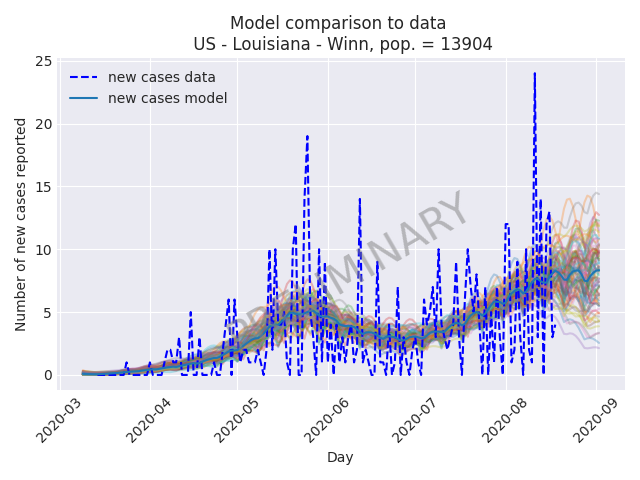 Model comparison to data
US - Louisiana - Winn, pop. = 13904
25
20
15
10
5
0
Number of new cases reported
new cases data
new cases model
PRELIMINARY
2020-03
2020-04
2020-05
2020-06
2020-07
2020-08
2020-09
Day